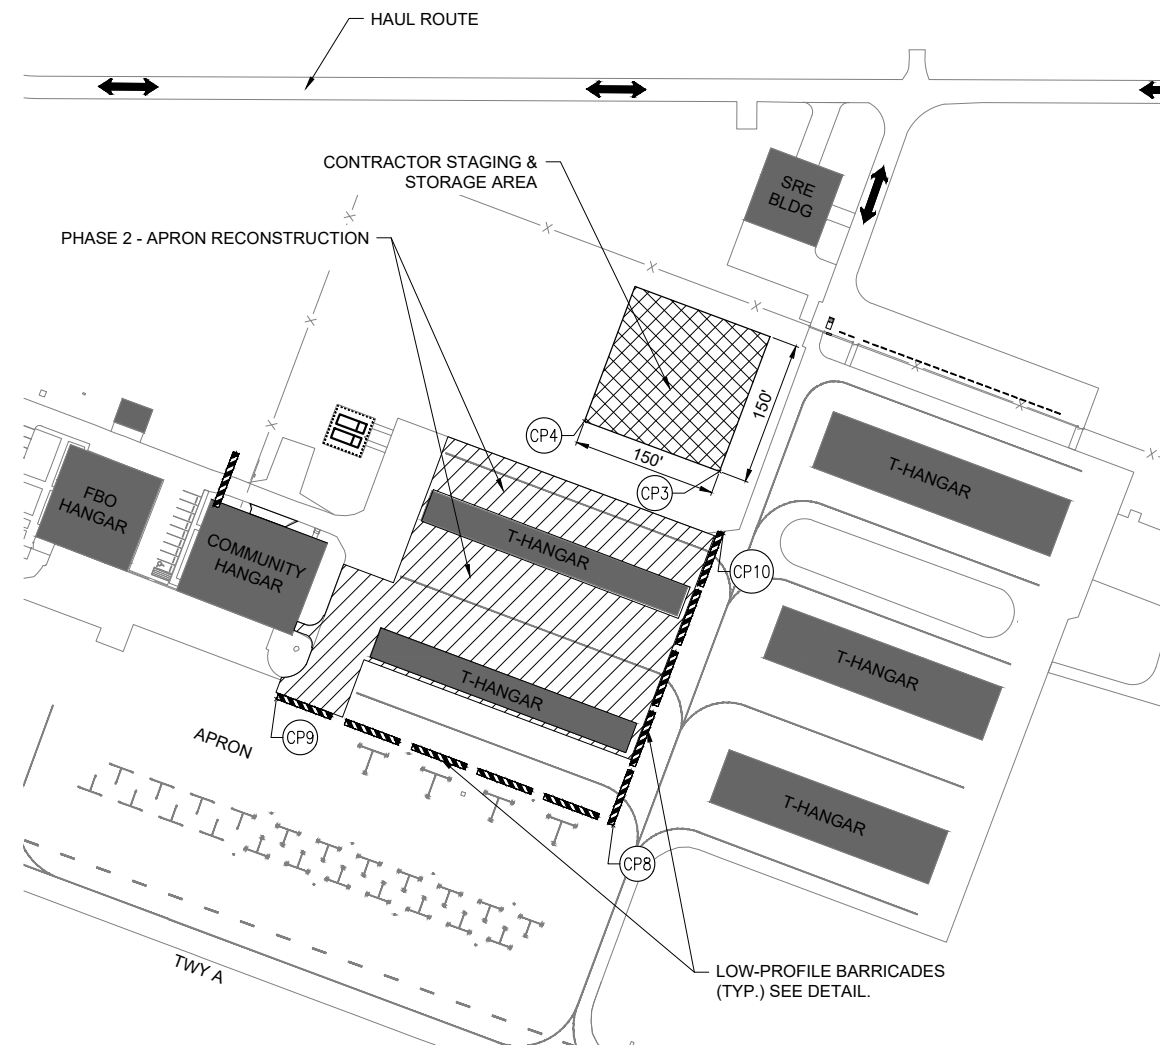 HAUL ROUTE
CONTRACTOR STAGING &
STORAGE AREA
SRE
BLDG
PHASE 2 - APRON RECONSTRUCTION
150'
150'
CP4
CP3
T-HANGAR
FBO
HANGAR
COMMUNITY
HANGAR
T-HANGAR
CP10
T-HANGAR
T-HANGAR
CP9
APRON
T-HANGAR
CP8
TWY A
LOW-PROFILE BARRICADES
(TYP.) SEE DETAIL.